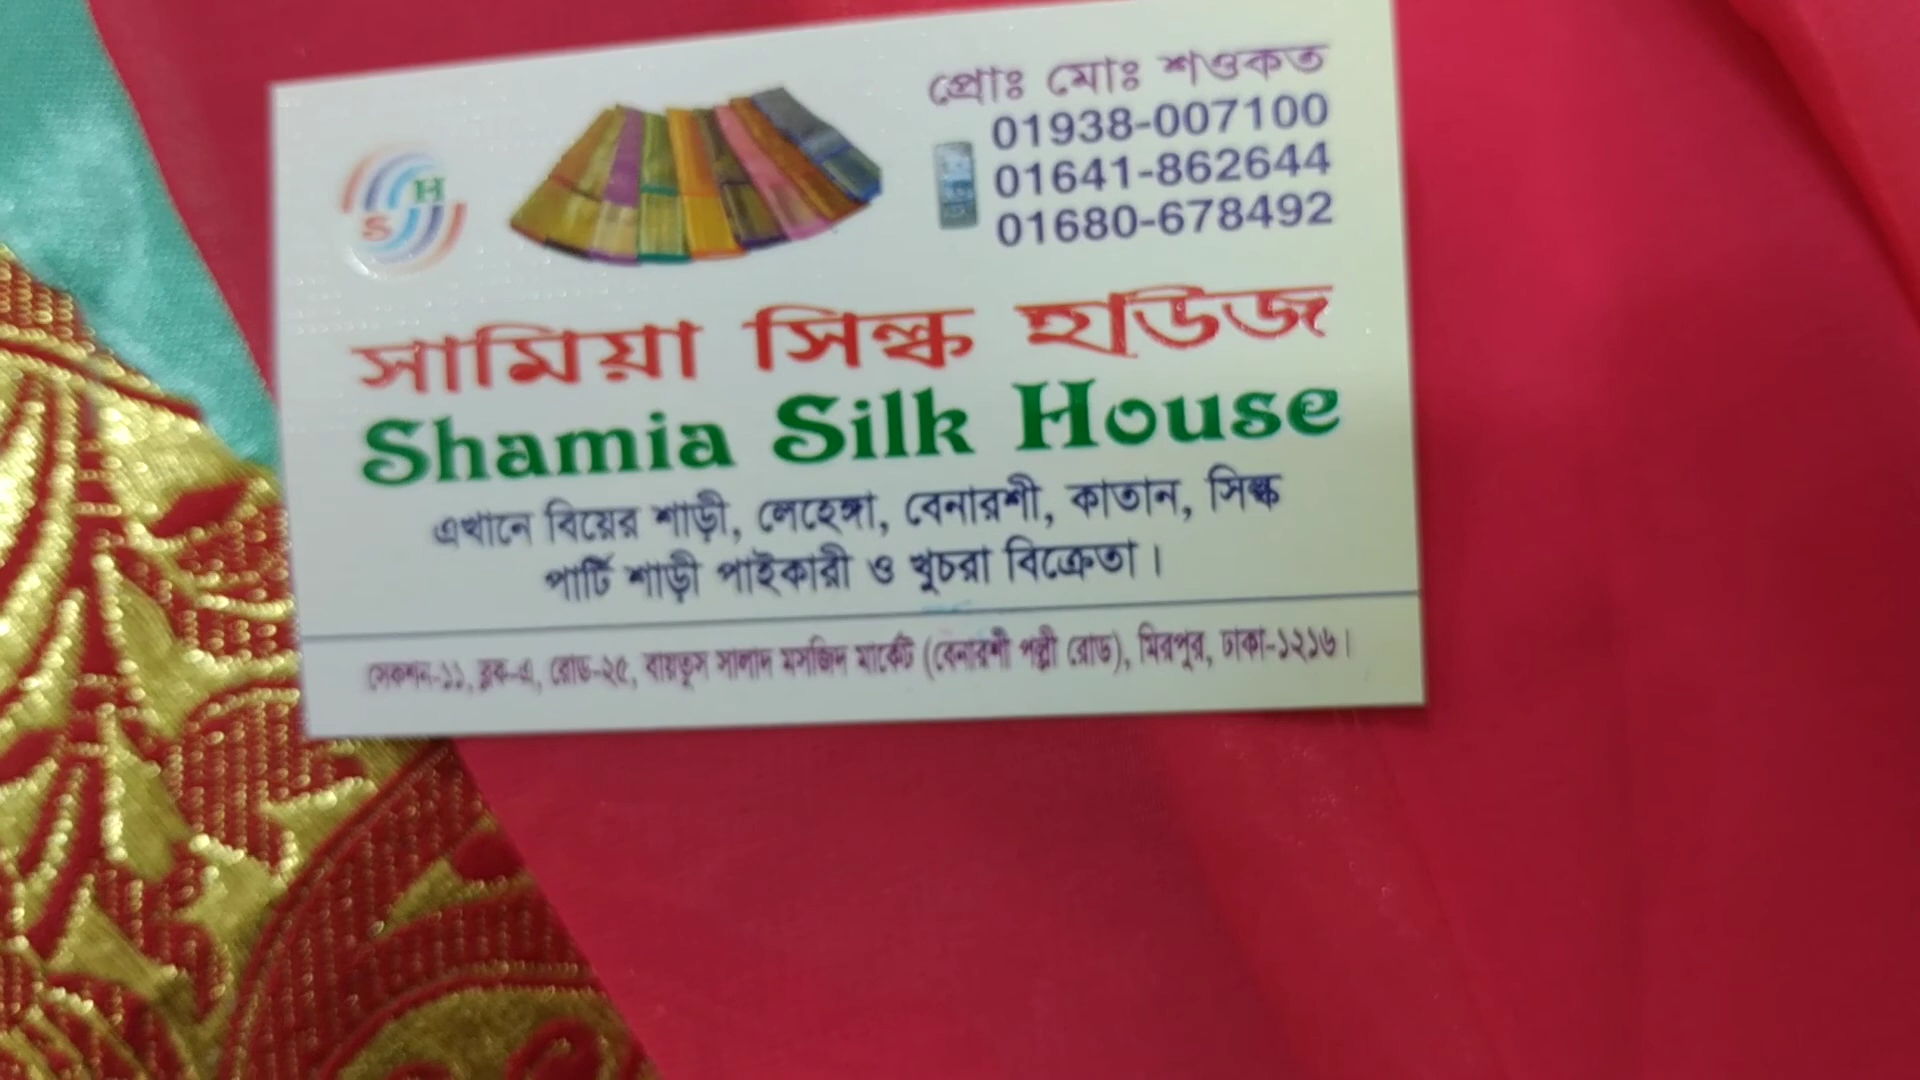 প্রোঃ মোঃ শওকত
01938-007100
01641-862644
01680-678492
S H
সামিয়া সিল্ক হাউজ
Shamia Silk House
এখানে বিয়ের শাড়ী, লেহেঙ্গা, বেনারশী, কাতান, সিল্ক
পার্টি শাড়ী পাইকারী ও খুচরা বিক্রেতা।
সেকশন-১১, ব্লক-এ, রোড-২৫, বায়তুস সালাম মসজিদ মার্কেট (বেনারশী পল্লী রোড), মিরপুর, ঢাকা-১২১৬।